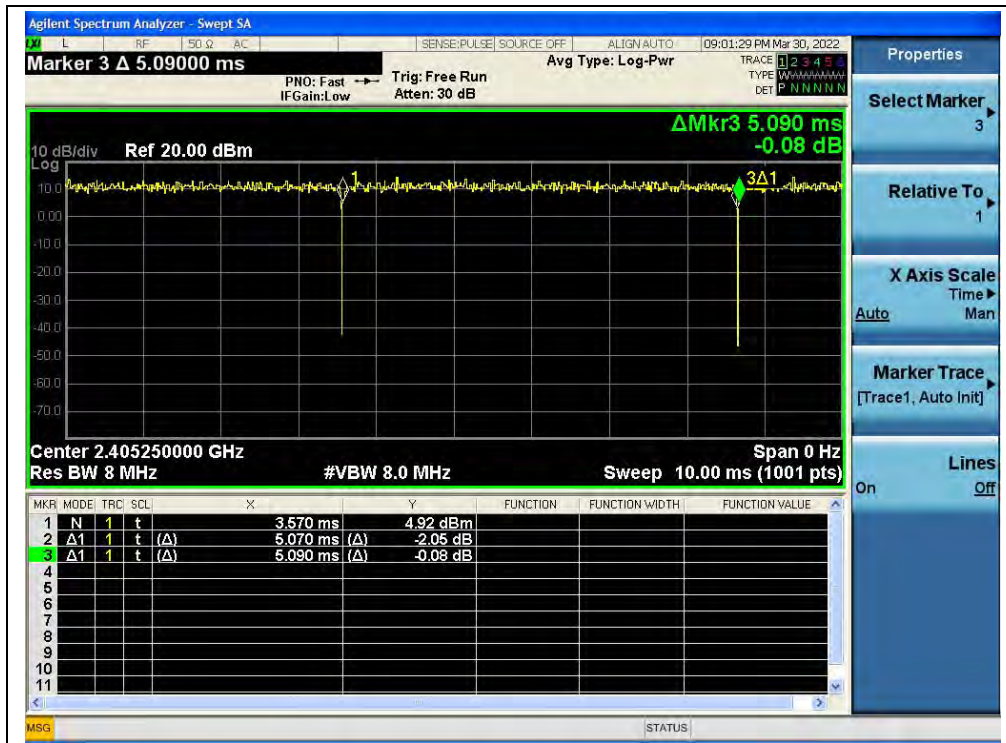 Agilent Spectrum Analyzer - Swept SA
LXI L RF 50 Ω AC SENSE:PULSE SOURCE OFF ALIGN AUTO 09:01:29 PM Mar 30, 2022
Marker 3 Δ 5.09000 ms
PNO: Fast
IFGain:Low
Trig: Free Run
Atten: 30 dB
Avg Type: Log-Pwr
TRACE 1 2 3 4 5 6
TYPE
DET P N N N N N
ΔMkr3 5.090 ms
-0.08 dB
10 dB/div Ref 20.00 dBm
Log
10.0
0.00
-10.0
-20.0
-30.0
-40.0
-50.0
-60.0
-70.0
1
3Δ1
Center 2.405250000 GHz Span 0 Hz
Res BW 8 MHz #VBW 8.0 MHz Sweep 10.00 ms (1001 pts)
MKR MODE TRC SCL X Y FUNCTION FUNCTION WIDTH FUNCTION VALUE
1 N 1 t 3.570 ms 4.92 dBm
2 Δ1 1 t (Δ) 5.070 ms (Δ) -2.05 dB
3 Δ1 1 t (Δ) 5.090 ms (Δ) -0.08 dB
4
5
6
7
8
9
10
11
MSG STATUS
Properties
Select Marker
3
Relative To
1
X Axis Scale
Time
Auto Man
Marker Trace
[Trace1, Auto Init]
Lines
On Off